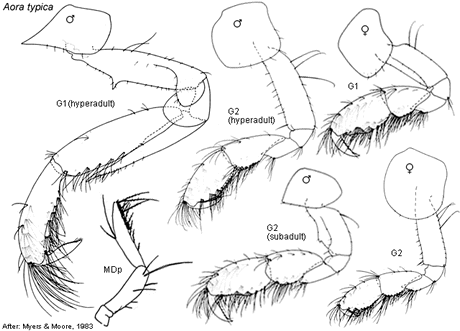 Aora typica
♂
G1(hyperadult)
♂
G2
(hyperadult)
♀
G1
MDp
♂
G2
(subadult)
♀
G2
After: Myers & Moore, 1983